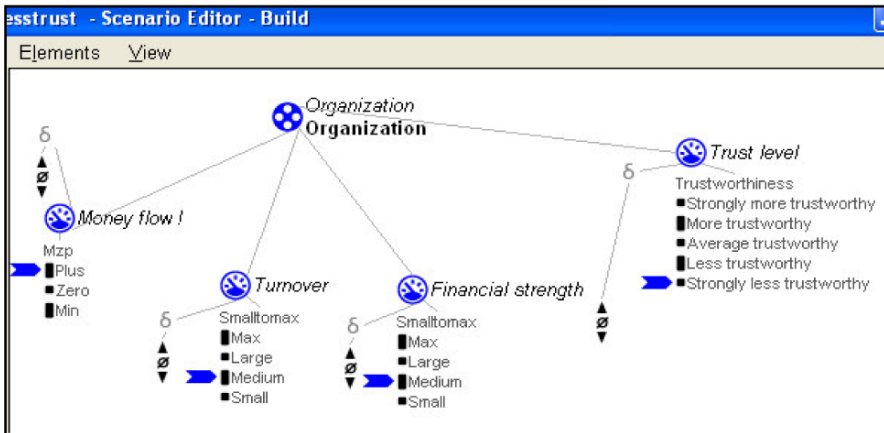 esstrust - Scenario Editor - Build
Elements View
Organization
Organization
δ
Money flow !
Mzp
Plus
Zero
Min
Turnover
δ
Smalltomax
Max
Large
Medium
Small
Financial strength
δ
Smalltomax
Max
Large
Medium
Small
Trust level
δ
Trustworthiness
Strongly more trustworthy
More trustworthy
Average trustworthy
Less trustworthy
Strongly less trustworthy